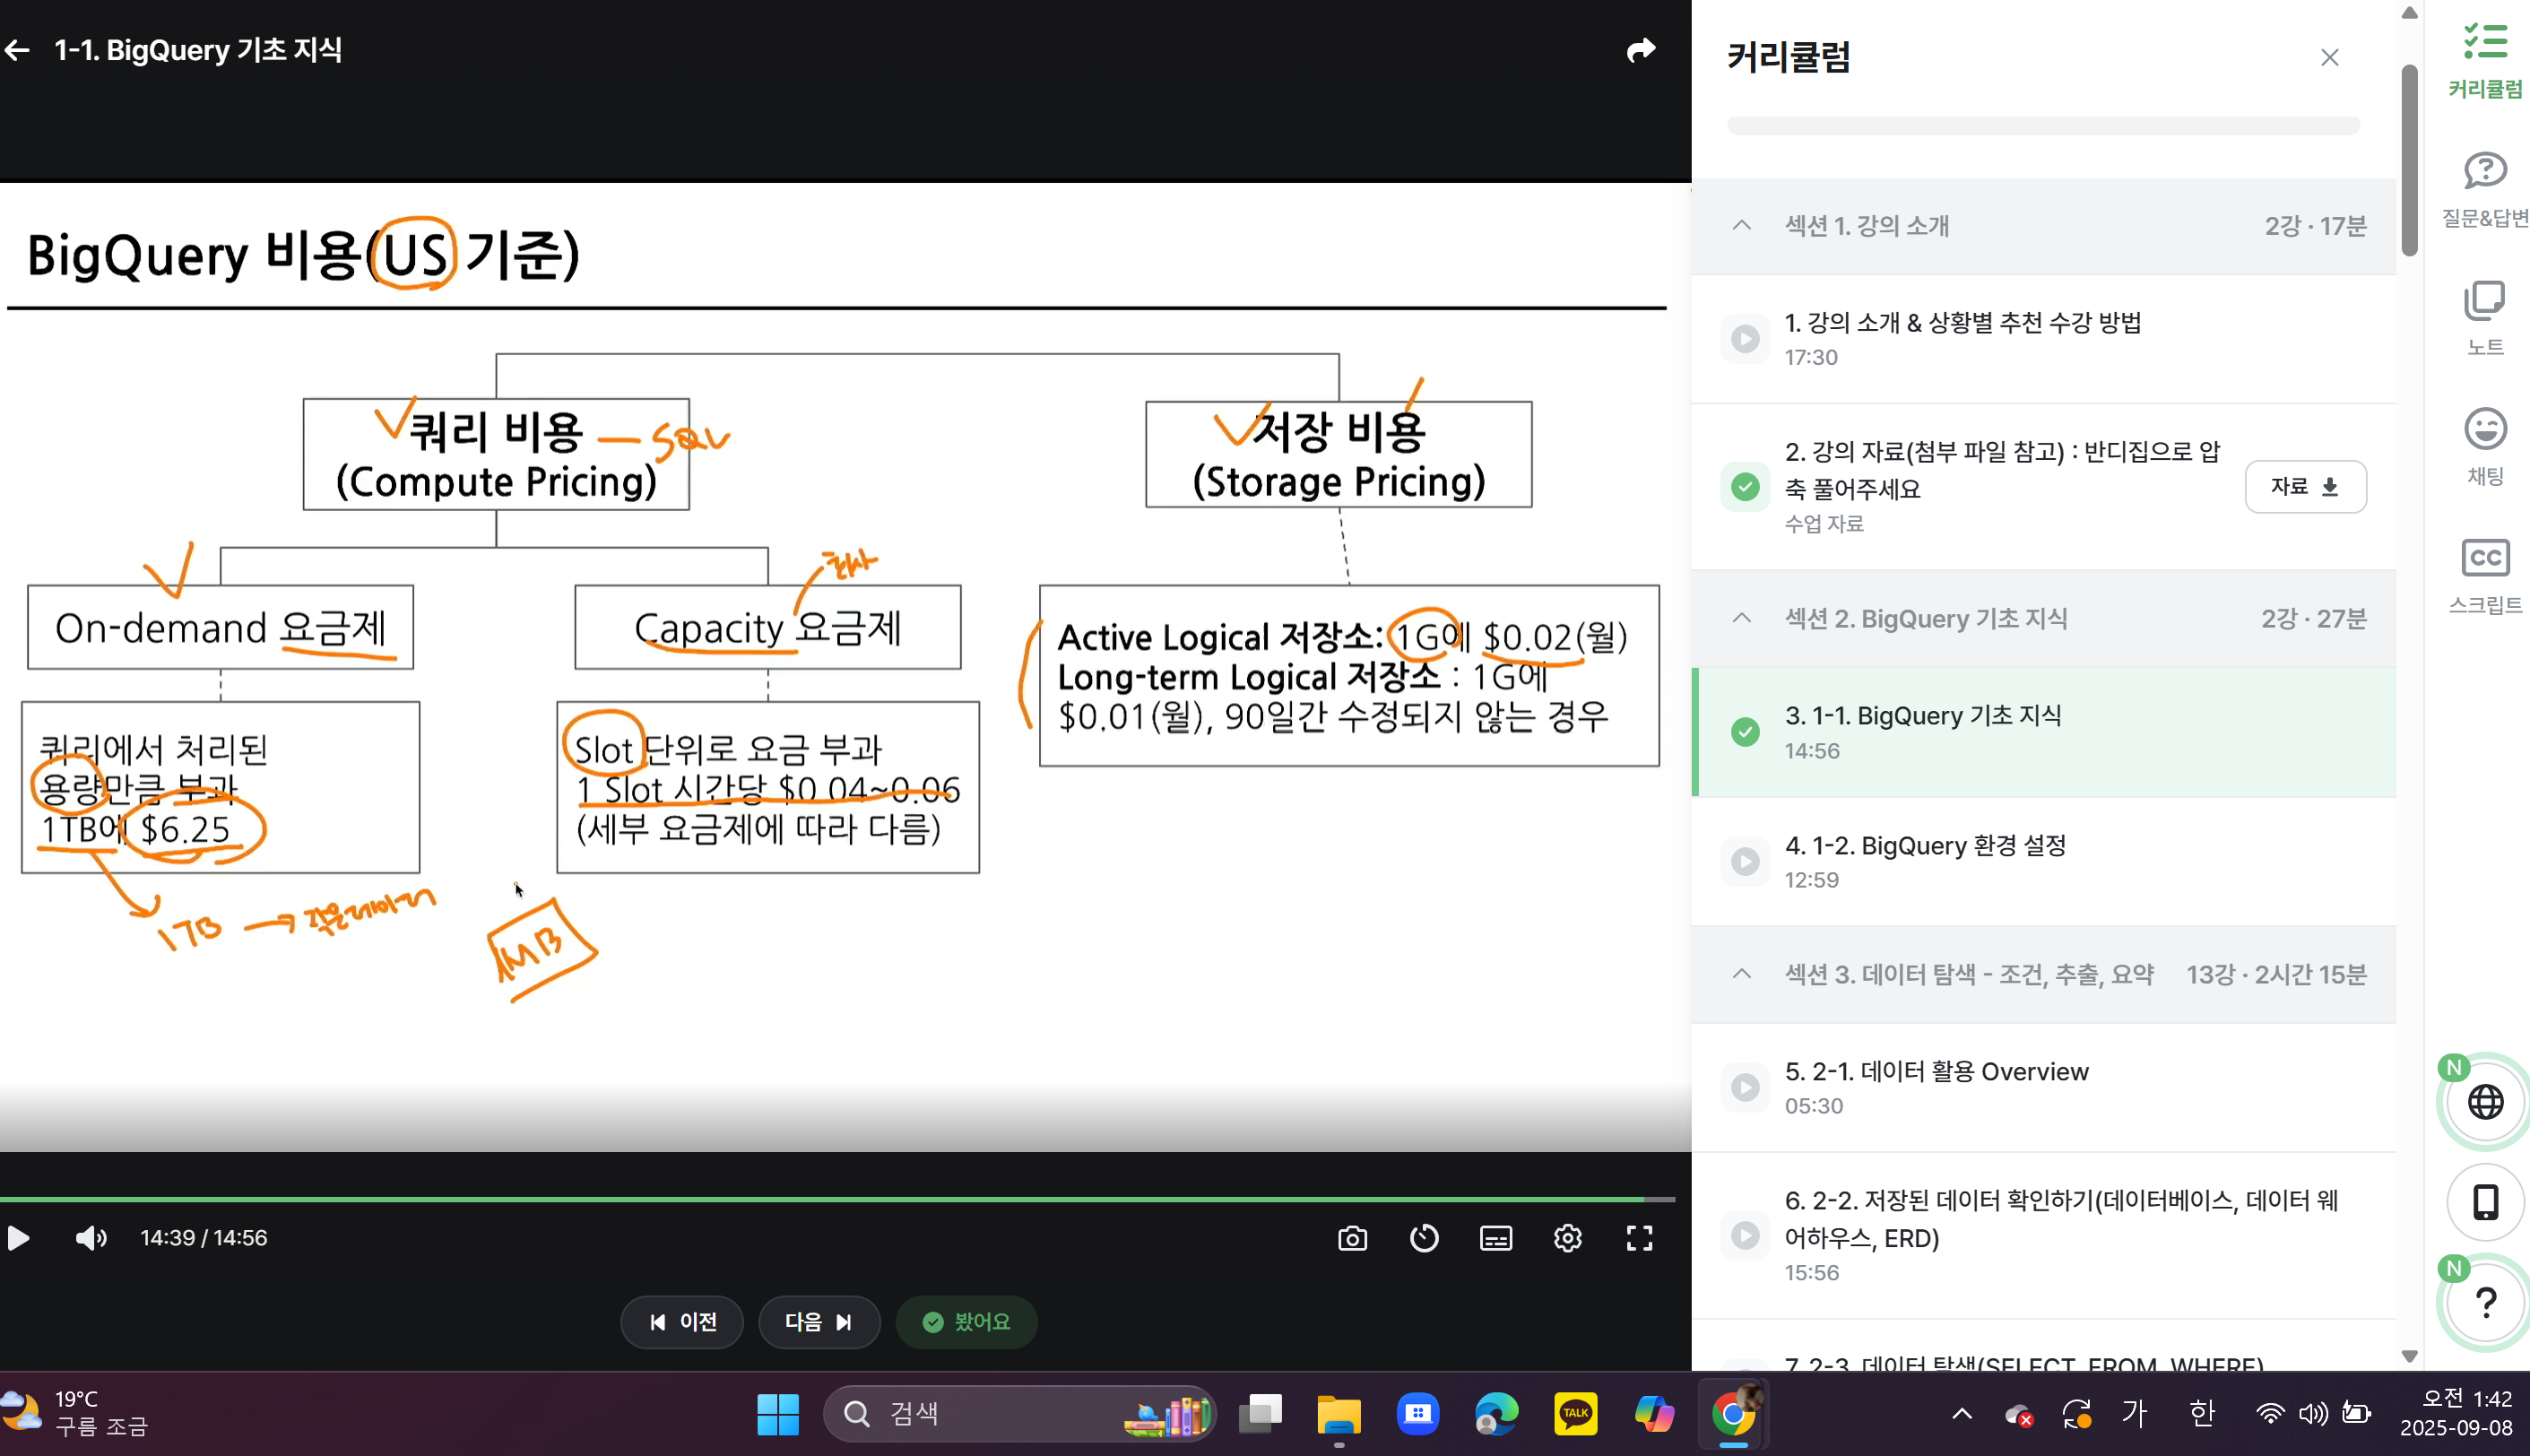 1-1. BigQuery 기초 지식
BigQuery 비용(US 기준)
쿼리 비용 — SQL
(Compute Pricing)
저장 비용
(Storage Pricing)
회사
On-demand 요금제
Capacity 요금제
쿼리에서 처리된
용량만큼 부과
1TB에 $6.25
Slot 단위로 요금 부과
1 Slot 시간당 $0.04~0.06
(세부 요금제에 따라 다름)
Active Logical 저장소: 1G에 $0.02(월)
Long-term Logical 저장소 : 1G에
$0.01(월), 90일간 수정되지 않는 경우
1TB → 작은 데이터
1MB
14:39 / 14:56
이전
다음
봤어요
커리큘럼
섹션 1. 강의 소개
2강 · 17분
1. 강의 소개 & 상황별 추천 수강 방법
17:30
2. 강의 자료(첨부 파일 참고) : 반디집으로 압
축 풀어주세요
수업 자료
자료
섹션 2. BigQuery 기초 지식
2강 · 27분
3. 1-1. BigQuery 기초 지식
14:56
4. 1-2. BigQuery 환경 설정
12:59
섹션 3. 데이터 탐색 - 조건, 추출, 요약
13강 · 2시간 15분
5. 2-1. 데이터 활용 Overview
05:30
6. 2-2. 저장된 데이터 확인하기(데이터베이스, 데이터 웨
어하우스, ERD)
15:56
7. 2-3. 데이터 탐색(SELECT, FROM, WHERE)
커리큘럼
질문&답변
노트
채팅
CC
스크립트
N
N
?
19°C
구름 조금
검색
TALK
가
한
오전 1:42
2025-09-08